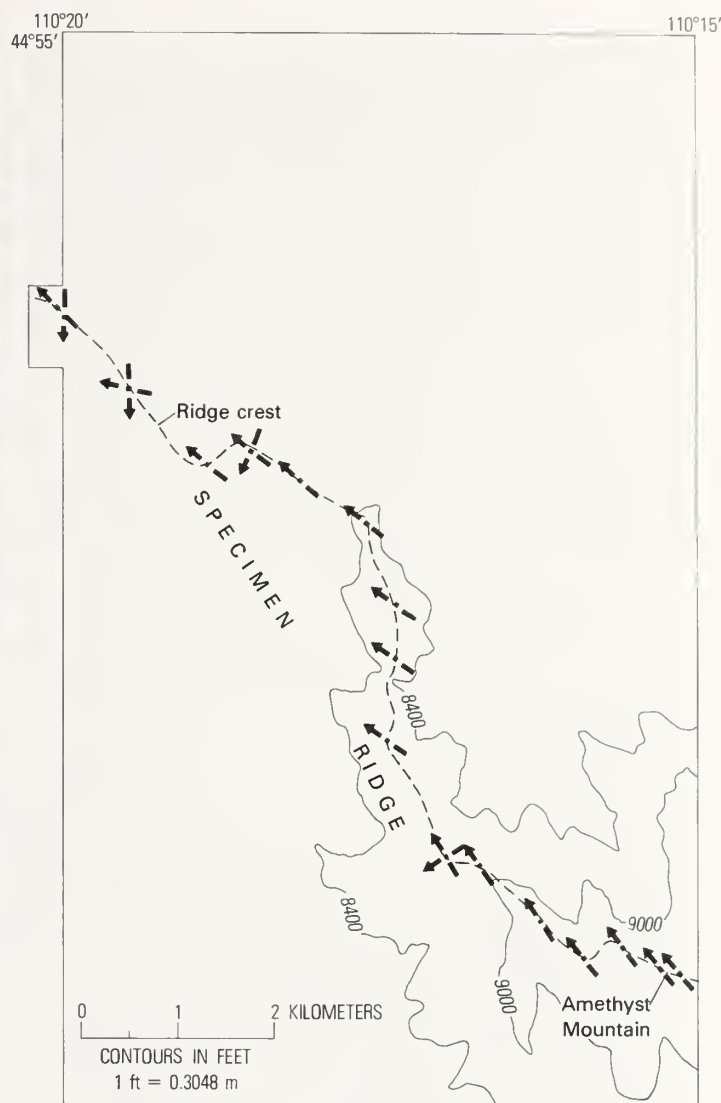 110°20′
110°15′
44°55′
Ridge crest
SPECIMEN
8400
RIDGE
8400
9000
9000
0 1 2 KILOMETERS
Amethyst
Mountain
CONTOURS IN FEET
1 ft = 0.3048 m